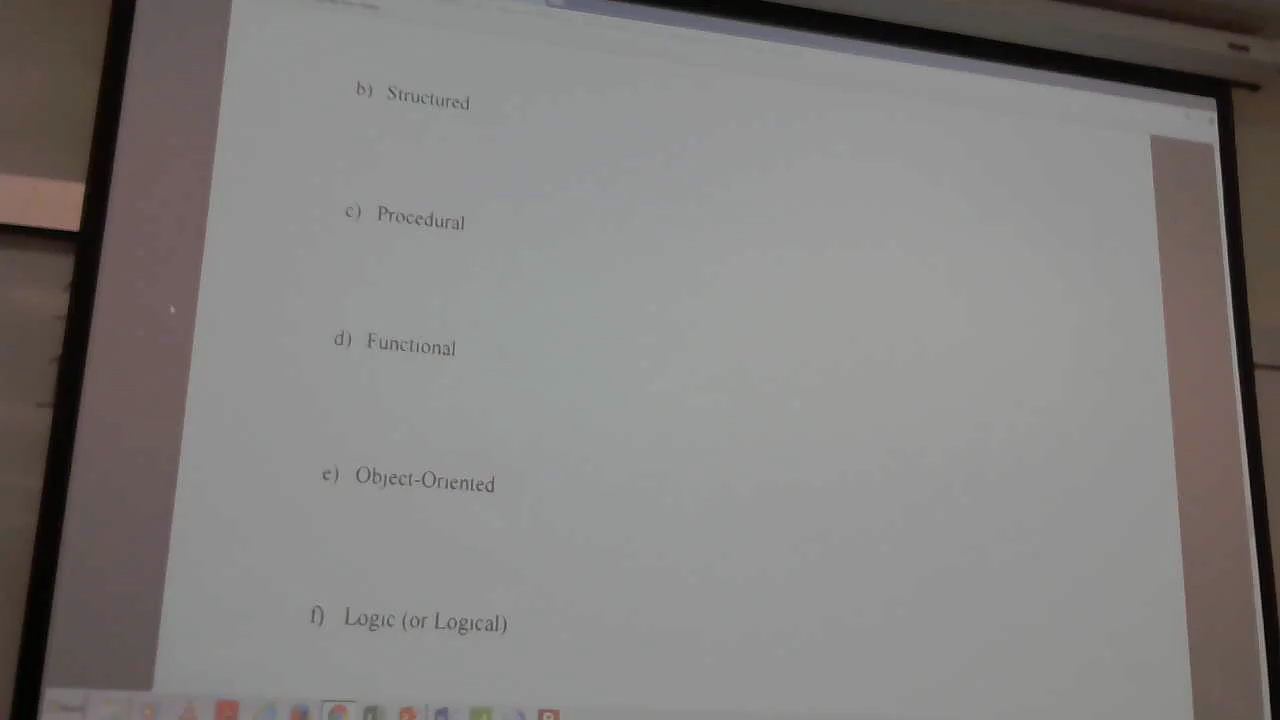 b) Structured
c) Procedural
d) Functional
e) Object-Oriented
f) Logic (or Logical)